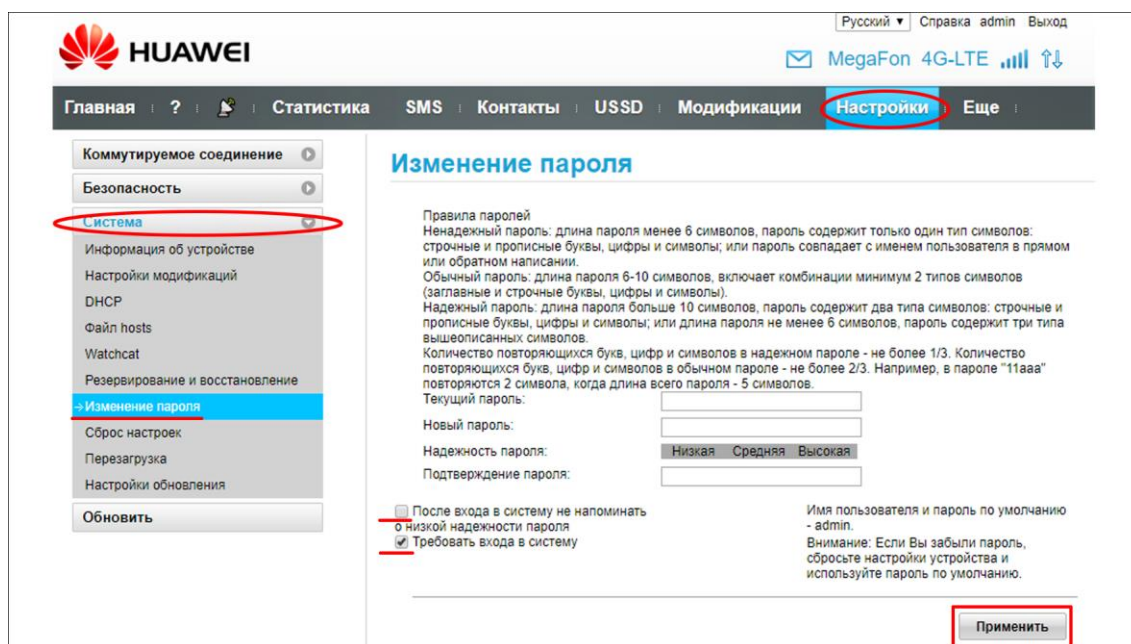 Русский ▼ Справка admin Выход
HUAWEI
MegaFon 4G-LTE
Главная ? Статистика SMS Контакты USSD Модификации Настройки Еще
Коммутируемое соединение
Безопасность
Система
Информация об устройстве
Настройки модификаций
DHCP
Файл hosts
Watchcat
Резервирование и восстановление
→Изменение пароля
Сброс настроек
Перезагрузка
Настройки обновления
Обновить
Изменение пароля
Правила паролей
Ненадежный пароль: длина пароля менее 6 символов, пароль содержит только один тип символов:
строчные и прописные буквы, цифры и символы; или пароль совпадает с именем пользователя в прямом
или обратном написании.
Обычный пароль: длина пароля 6-10 символов, включает комбинации минимум 2 типов символов
(заглавные и строчные буквы, цифры и символы).
Надежный пароль: длина пароля больше 10 символов, пароль содержит два типа символов: строчные и
прописные буквы, цифры и символы; или длина пароля не менее 6 символов, пароль содержит три типа
вышеописанных символов.
Количество повторяющихся букв, цифр и символов в надежном пароле - не более 1/3. Количество
повторяющихся букв, цифр и символов в обычном пароле - не более 2/3. Например, в пароле "11ааа"
повторяются 2 символа, когда длина всего пароля - 5 символов.
Текущий пароль:
Новый пароль:
Надежность пароля: Низкая Средняя Высокая
Подтверждение пароля:
После входа в систему не напоминать
о низкой надежности пароля
Требовать входа в систему
Имя пользователя и пароль по умолчанию
- admin.
Внимание: Если Вы забыли пароль,
сбросьте настройки устройства и
используйте пароль по умолчанию.
Применить